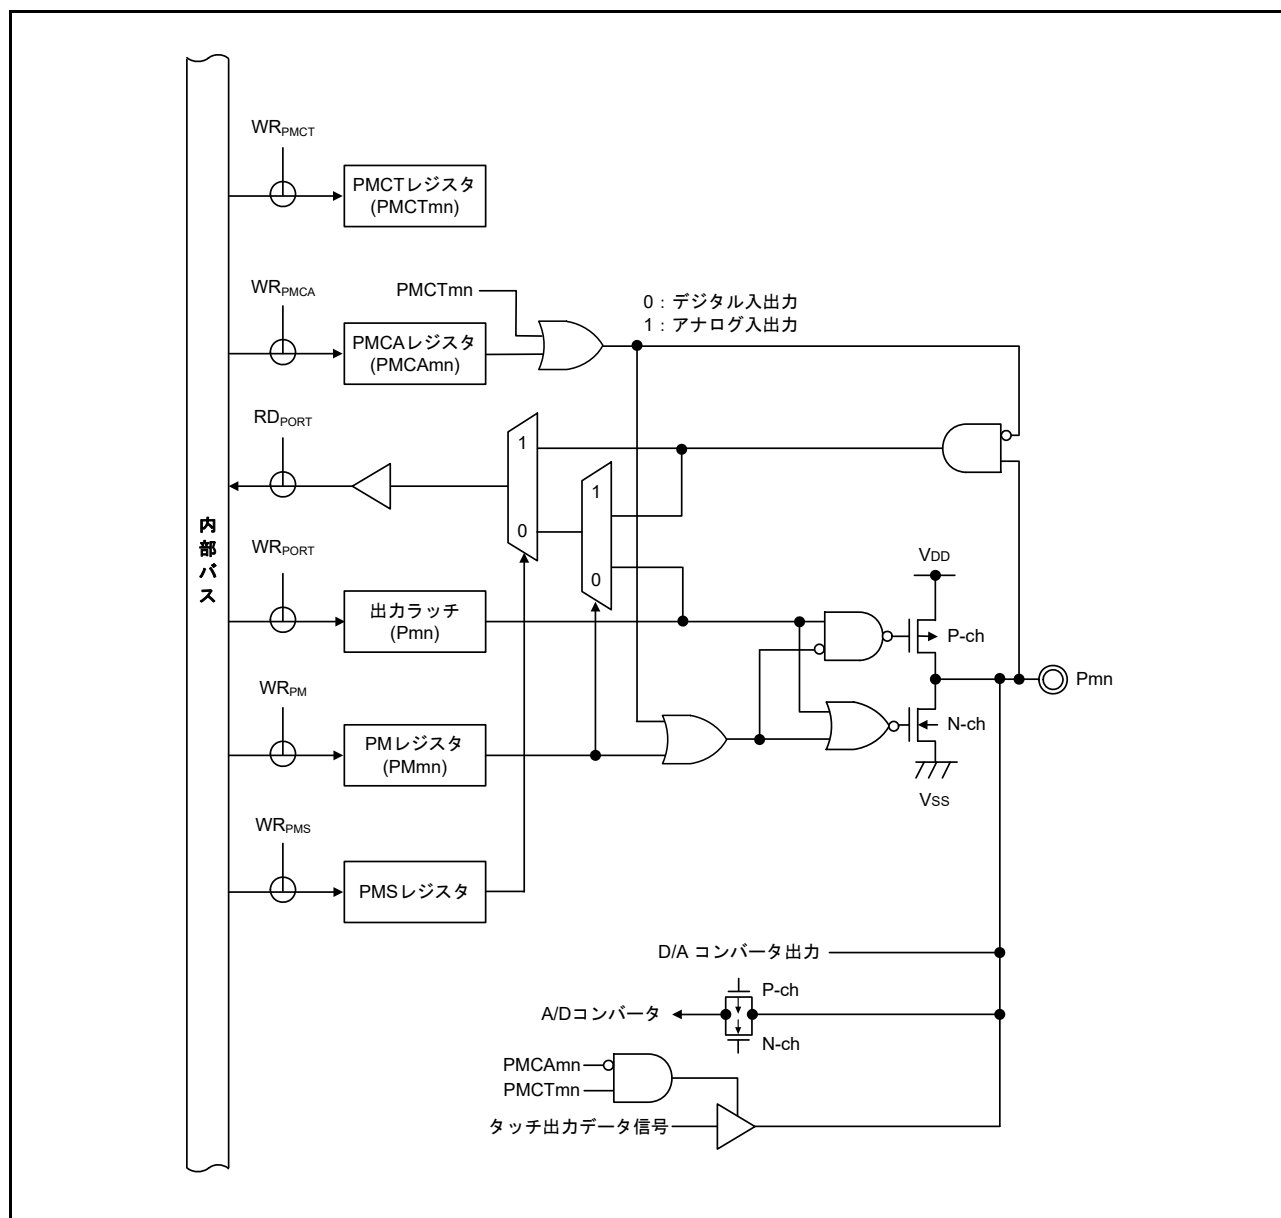 WRPMCT
PMCTレジスタ
(PMCTmn)
WRPMCA
PMCTmn
0：デジタル入出力
1：アナログ入出力
PMCAレジスタ
(PMCAmn)
RDPORT
1
1
0
0
内部バス
WRPORT
出力ラッチ
(Pmn)
VDD
P-ch
Pmn
WRPM
PMレジスタ
(PMmn)
N-ch
VSS
WRPMS
PMSレジスタ
D/A コンバータ出力
P-ch
A/Dコンバータ
N-ch
PMCAmn
PMCTmn
タッチ出力データ信号